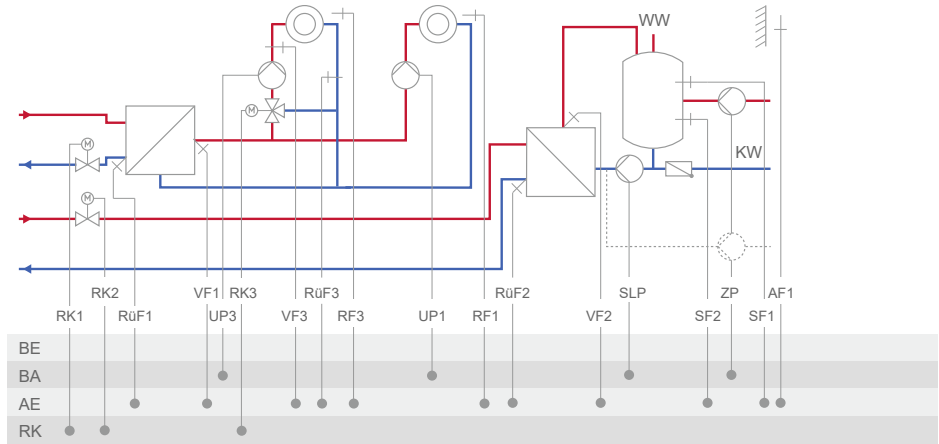 WW
M
M
M
KW
RK2 VF1 RK3 RüF3 RüF2 SLP ZP AF1
RK1 RüF1 UP3 VF3 RF3 UP1 RF1 VF2 SF2 SF1
BE
BA
AE
RK